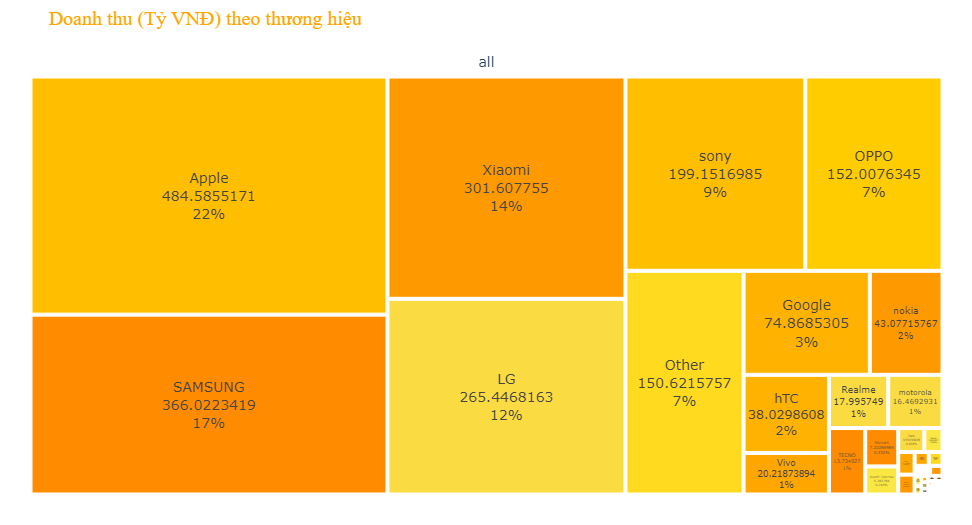 Doanh thu (Tỷ VNĐ) theo thương hiệu
all
Apple
484.5855171
22%
SAMSUNG
366.0223419
17%
Xiaomi
301.607755
14%
LG
265.4468163
12%
sony
199.1516985
9%
OPPO
152.0076345
7%
Other
150.6215757
7%
Google
74.8685305
3%
nokia
43.07715767
2%
hTC
38.0298608
2%
Vivo
20.21873894
1%
Realme
17.995749
1%
motorola
16.4692931
1%
TECNO
1%